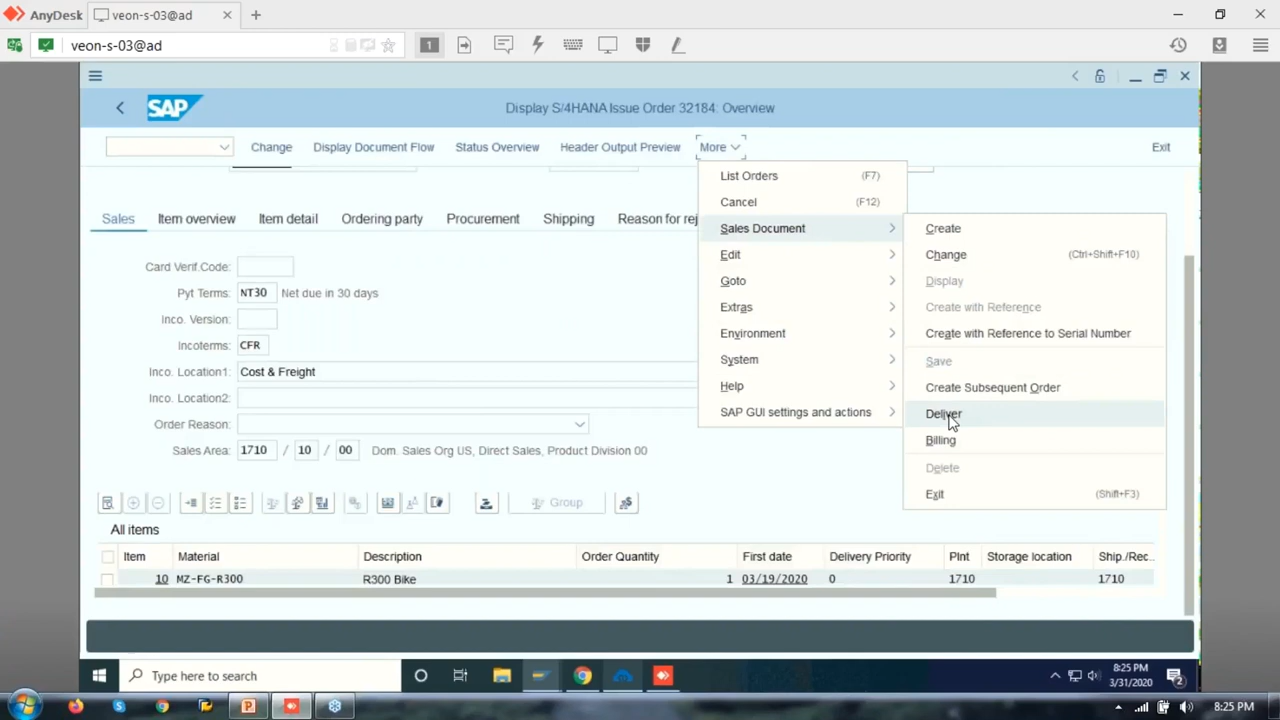 AnyDesk veon-s-03@ad
veon-s-03@ad 1
SAP Display S/4HANA Issue Order 32184: Overview
Change Display Document Flow Status Overview Header Output Preview More Exit
List Orders (F7)
Cancel (F12)
Sales Item overview Item detail Ordering party Procurement Shipping Reason for rej
Sales Document
Edit
Goto
Extras
Environment
System
Help
SAP GUI settings and actions
Create
Change (Ctrl+Shift+F10)
Display
Create with Reference
Create with Reference to Serial Number
Save
Create Subsequent Order
Deliver
Billing
Delete
Exit (Shift+F3)
Card Verif.Code:
Pyt Terms: NT30 Net due in 30 days
Inco. Version:
Incoterms: CFR
Inco. Location1: Cost & Freight
Inco. Location2:
Order Reason:
Sales Area: 1710 / 10 / 00 Dom. Sales Org US, Direct Sales, Product Division 00
Group
All items
Item Material Description Order Quantity First date Delivery Priority Plnt Storage location Ship./Rec..
10 MZ-FG-R300 R300 Bike 1 03/19/2020 0 1710 1710
Type here to search 8:25 PM
3/31/2020 2
8:25 PM